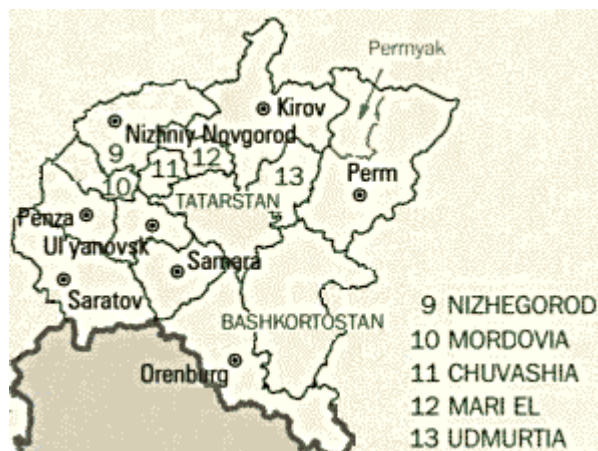 Permyak
Kirov
Nizhniy Novgorod
9
12
11
13
10
Perm
TATARSTAN
Penza
Ul'yanovsk
Samara
Saratov
BASHKORTOSTAN
Orenburg
9 NIZHEGOROD
10 MORDOVIA
11 CHUVASHIA
12 MARI EL
13 UDMURTIA